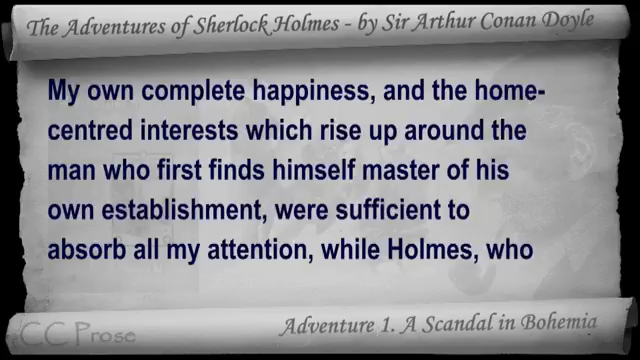 The Adventures of Sherlock Holmes - by Sir Arthur Conan Doyle
My own complete happiness, and the home-
centred interests which rise up around the
man who first finds himself master of his
own establishment, were sufficient to
absorb all my attention, while Holmes, who
CC Prose
Adventure 1. A Scandal in Bohemia